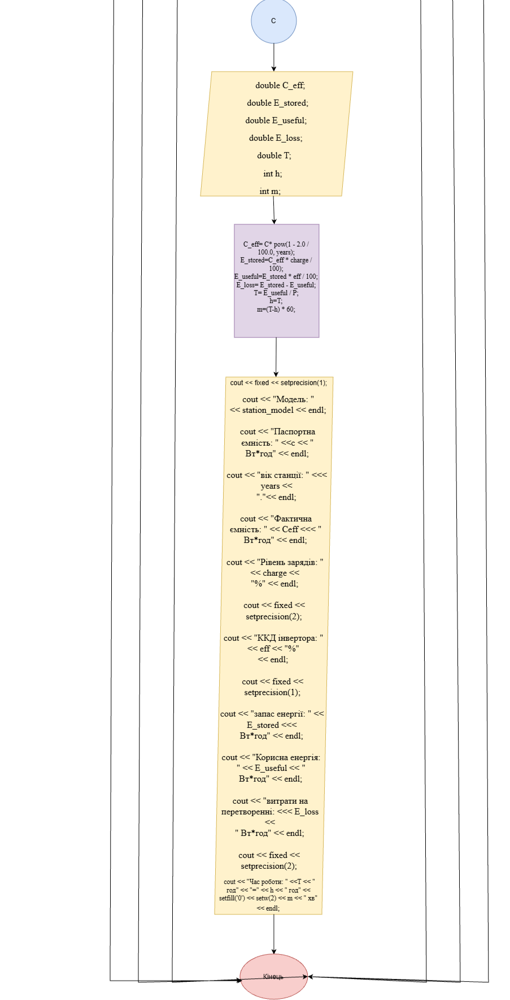 C
double C_eff;
double E_stored;
double E_useful;
double E_loss;
double T;
int h;
int m;
C_eff= C* pow(1 - 2.0 /
100.0, years);
E_stored=C_eff * charge /
100);
E_useful=E_stored * eff / 100;
E_loss= E_stored - E_useful;
T= E_useful / P;
h=T;
m=(T-h) * 60;
cout << fixed << setprecision(1);
cout << "Модель: "
<< station_model << endl;
cout << "Паспортна
ємність: " <<c << "
Вт*год" << endl;
cout << "вік станції: " <<<
years <<
"."<< endl;
cout << "Фактична
ємність: " << Ceff <<< "
Вт*год" << endl;
cout << "Рівень зарядів: "
<< charge <<
"%" << endl;
cout << fixed <<
setprecision(2);
cout << "ККД інвертора: "
<< eff << "%"
<< endl;
cout << fixed <<
setprecision(1);
cout << "запас енергії: " <<
E_stored <<<
Вт*год" << endl;
cout << "Корисна енергія:
" << E_useful << "
Вт*год" << endl;
cout << "витрати на
перетворенні: <<< E_loss
<<
" Вт*год" << endl;
cout << fixed <<
setprecision(2);
cout << "Час роботи: " <<T << "
год" << "=" << h << " год" <<
setfill('0') << setw(2) << m << " хв"
<< endl;
Кінець